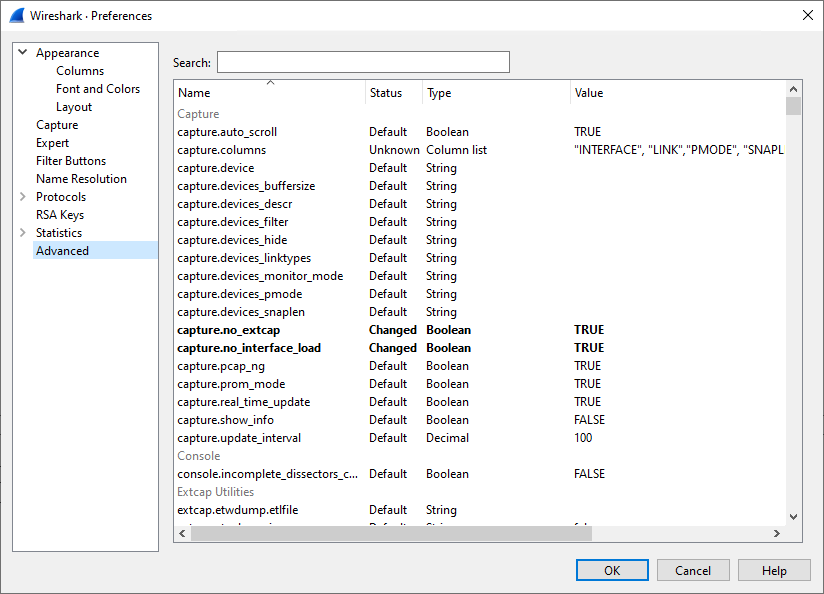 Wireshark · Preferences
Appearance
Columns
Font and Colors
Layout
Capture
Expert
Filter Buttons
Name Resolution
Protocols
RSA Keys
Statistics
Advanced
Search:
Name Status Type Value
Capture
capture.auto_scroll Default Boolean TRUE
capture.columns Unknown Column list "INTERFACE", "LINK","PMODE", "SNAPL
capture.device Default String
capture.devices_buffersize Default String
capture.devices_descr Default String
capture.devices_filter Default String
capture.devices_hide Default String
capture.devices_linktypes Default String
capture.devices_monitor_mode Default String
capture.devices_pmode Default String
capture.devices_snaplen Default String
capture.no_extcap Changed Boolean TRUE
capture.no_interface_load Changed Boolean TRUE
capture.pcap_ng Default Boolean TRUE
capture.prom_mode Default Boolean TRUE
capture.real_time_update Default Boolean TRUE
capture.show_info Default Boolean FALSE
capture.update_interval Default Decimal 100
Console
console.incomplete_dissectors_c... Default Boolean FALSE
Extcap Utilities
extcap.etwdump.etlfile Default String
OK Cancel Help